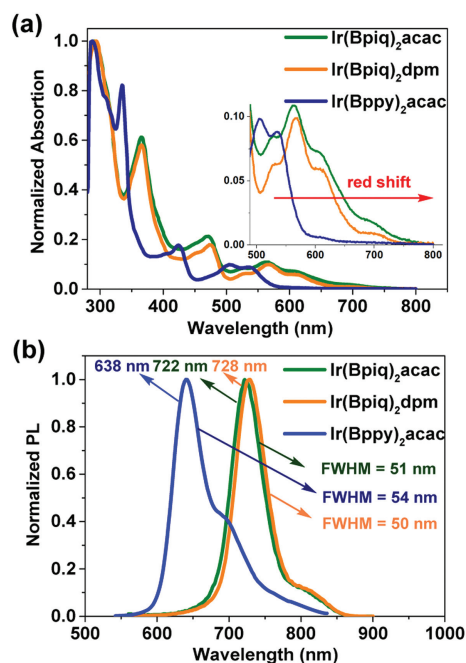 (a)
Ir(Bpiq)₂acac
Ir(Bpiq)₂dpm
Ir(Bppy)₂acac
Normalized Absortion
1.0
0.8
0.6
0.4
0.2
0.0
0.10
0.05
0.00
red shift
500
600
700
800
300
400
500
600
700
800
900
Wavelength (nm)
(b)
638 nm 722 nm 728 nm
Ir(Bpiq)₂acac
Ir(Bpiq)₂dpm
Ir(Bppy)₂acac
FWHM = 51 nm
FWHM = 54 nm
FWHM = 50 nm
Normalized PL
1.0
0.8
0.6
0.4
0.2
0.0
500
600
700
800
900
1000
Wavelength (nm)